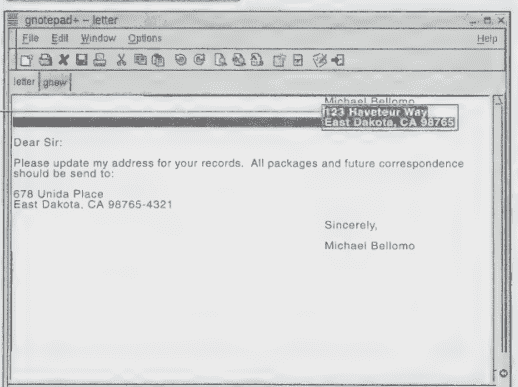 gnotepad+ - letter
File Edit Window Options Help
letter gnew
Michael Bellomo
123 Haveteur Way
East Dakota, CA 98765
Dear Sir:
Please update my address for your records. All packages and future correspondence
should be send to:
678 Unida Place
East Dakota, CA 98765-4321
Sincerely,
Michael Bellomo